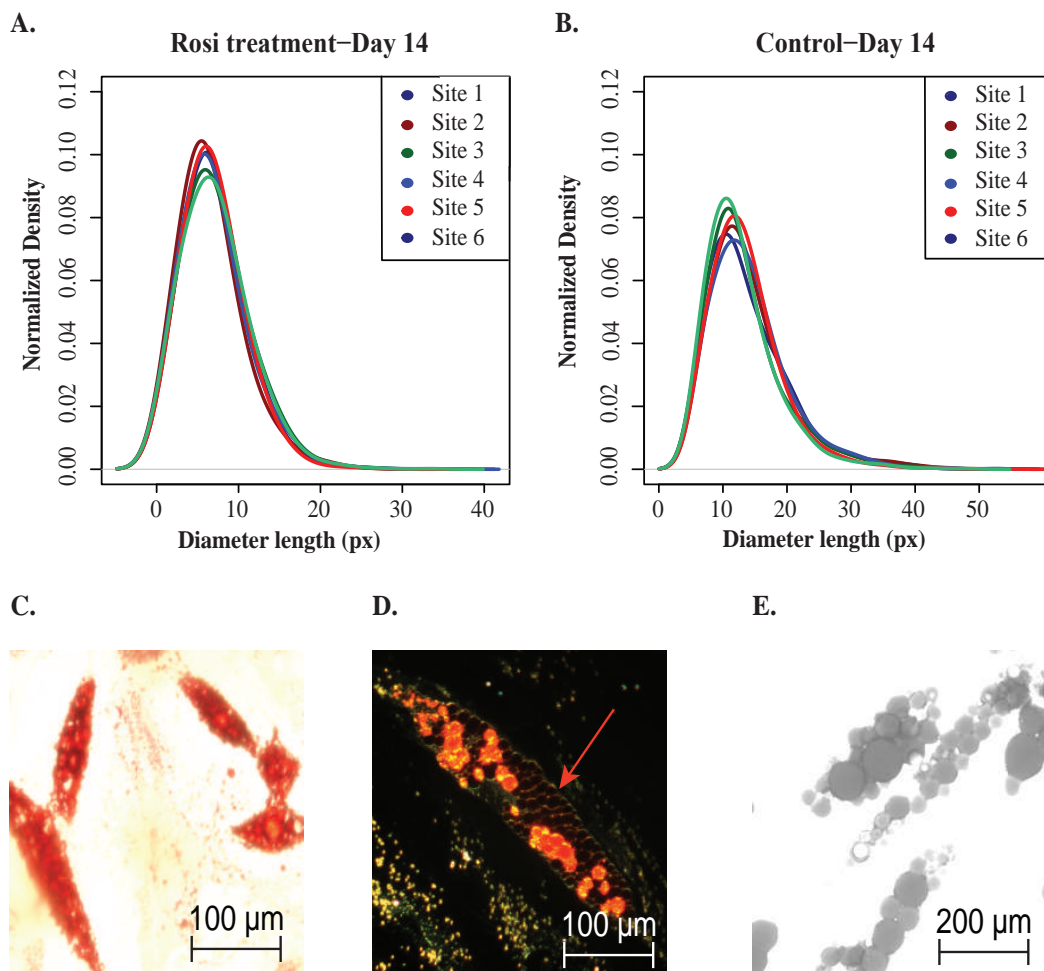 A.
Rosi treatment–Day 14
Normalized Density
0.12
0.10
0.08
0.06
0.04
0.02
0.00
Site 1
Site 2
Site 3
Site 4
Site 5
Site 6
0 10 20 30 40
Diameter length (px)
B.
Control–Day 14
Normalized Density
0.12
0.10
0.08
0.06
0.04
0.02
0.00
Site 1
Site 2
Site 3
Site 4
Site 5
Site 6
0 10 20 30 40 50
Diameter length (px)
C.
100 µm
D.
100 µm
E.
200 µm